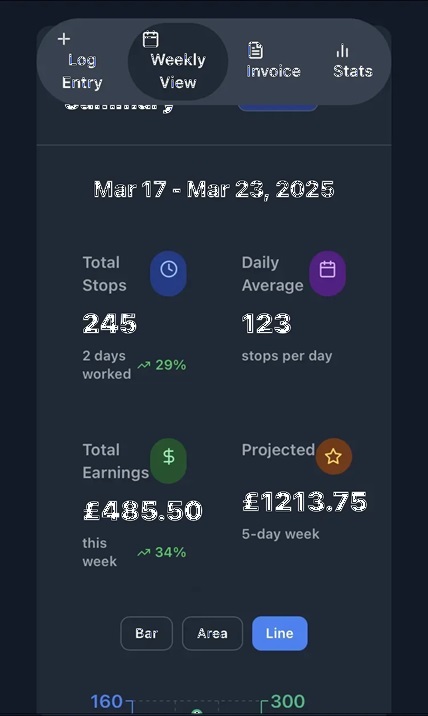 Log
Entry
Weekly
View
Invoice
Stats
Mar 17 - Mar 23, 2025
Total
Stops
245
2 days
worked
29%
Daily
Average
123
stops per day
Total
Earnings
£485.50
this
week
34%
Projected
£1213.75
5-day week
Bar
Area
Line
160
300